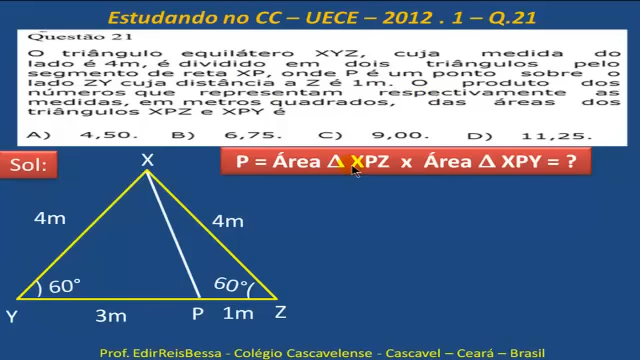 Estudando no CC – UECE – 2012 . 1 – Q.21
Questão 21
O triângulo equilátero XYZ, cuja medida do
lado é 4m, é dividido em dois triângulos pelo
segmento de reta XP, onde P é um ponto sobre o
lado ZY cuja distância a Z é 1m. O produto dos
números que representam respectivamente as
medidas, em metros quadrados, das áreas dos
triângulos XPZ e XPY é
A) 4,50. B) 6,75. C) 9,00. D) 11,25.
Sol:
P = Área Δ XPZ x Área Δ XPY = ?
X
4m 4m
60° 60°
Y 3m P 1m Z
Prof. EdirReisBessa - Colégio Cascavelense – Cascavel – Ceará – Brasil